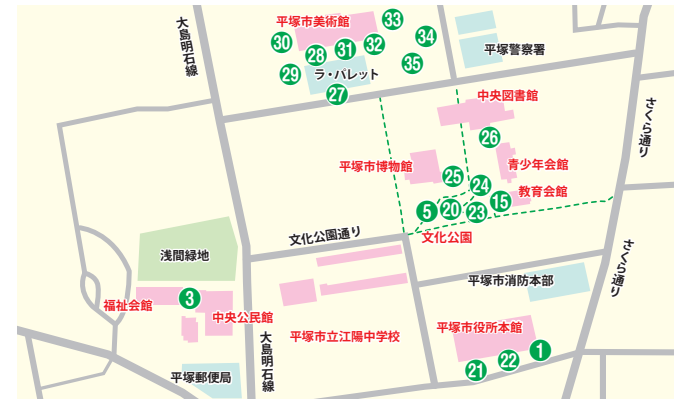 大島明石線
平塚市美術館
33
30
28
31
32
34
29
ラ・パレット
35
平塚警察署
27
中央図書館
さくら通り
26
平塚市博物館
青少年会館
25
24
教育会館
5
20
23
15
文化公園
文化公園通り
浅間緑地
平塚市消防本部
さくら通り
福祉会館
3
中央公民館
平塚市立江陽中学校
平塚市役所本館
大島明石線
1
22
21
平塚郵便局